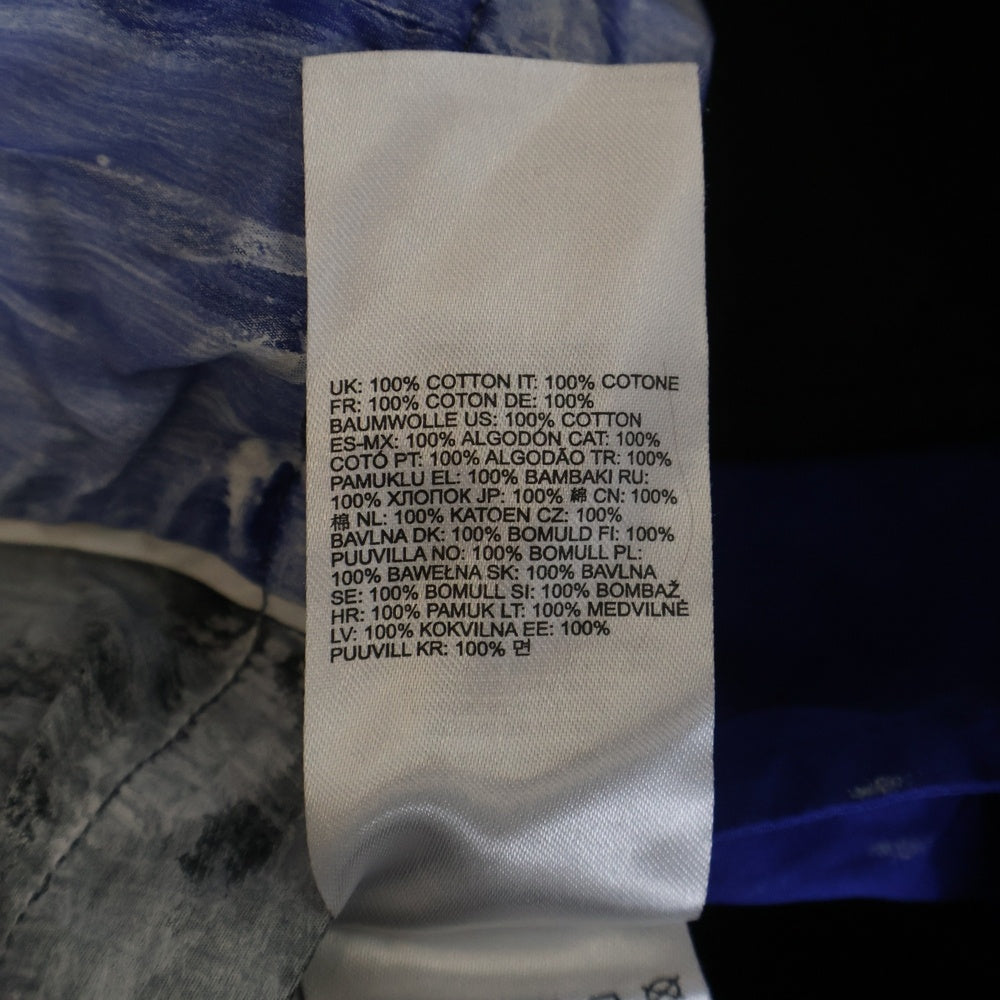 UK: 100% COTTON IT: 100% COTONE
FR: 100% COTON DE: 100%
BAUMWOLLE US: 100% COTTON
ES-MX: 100% ALGODÓN CAT: 100%
COTÓ PT: 100% ALGODÃO TR: 100%
PAMUKLU EL: 100% BAMBAKI RU:
100% ХЛОПОК JP: 100% 綿 CN: 100%
棉 NL: 100% KATOEN CZ: 100%
BAVLNA DK: 100% BOMULD FI: 100%
PUUVILLA NO: 100% BOMULL PL:
100% BAWEŁNA SK: 100% BAVLNA
SE: 100% BOMULL SI: 100% BOMBAŽ
HR: 100% PAMUK LT: 100% MEDVILNĖ
LV: 100% KOKVILNA EE: 100%
PUUVILL KR: 100% 면